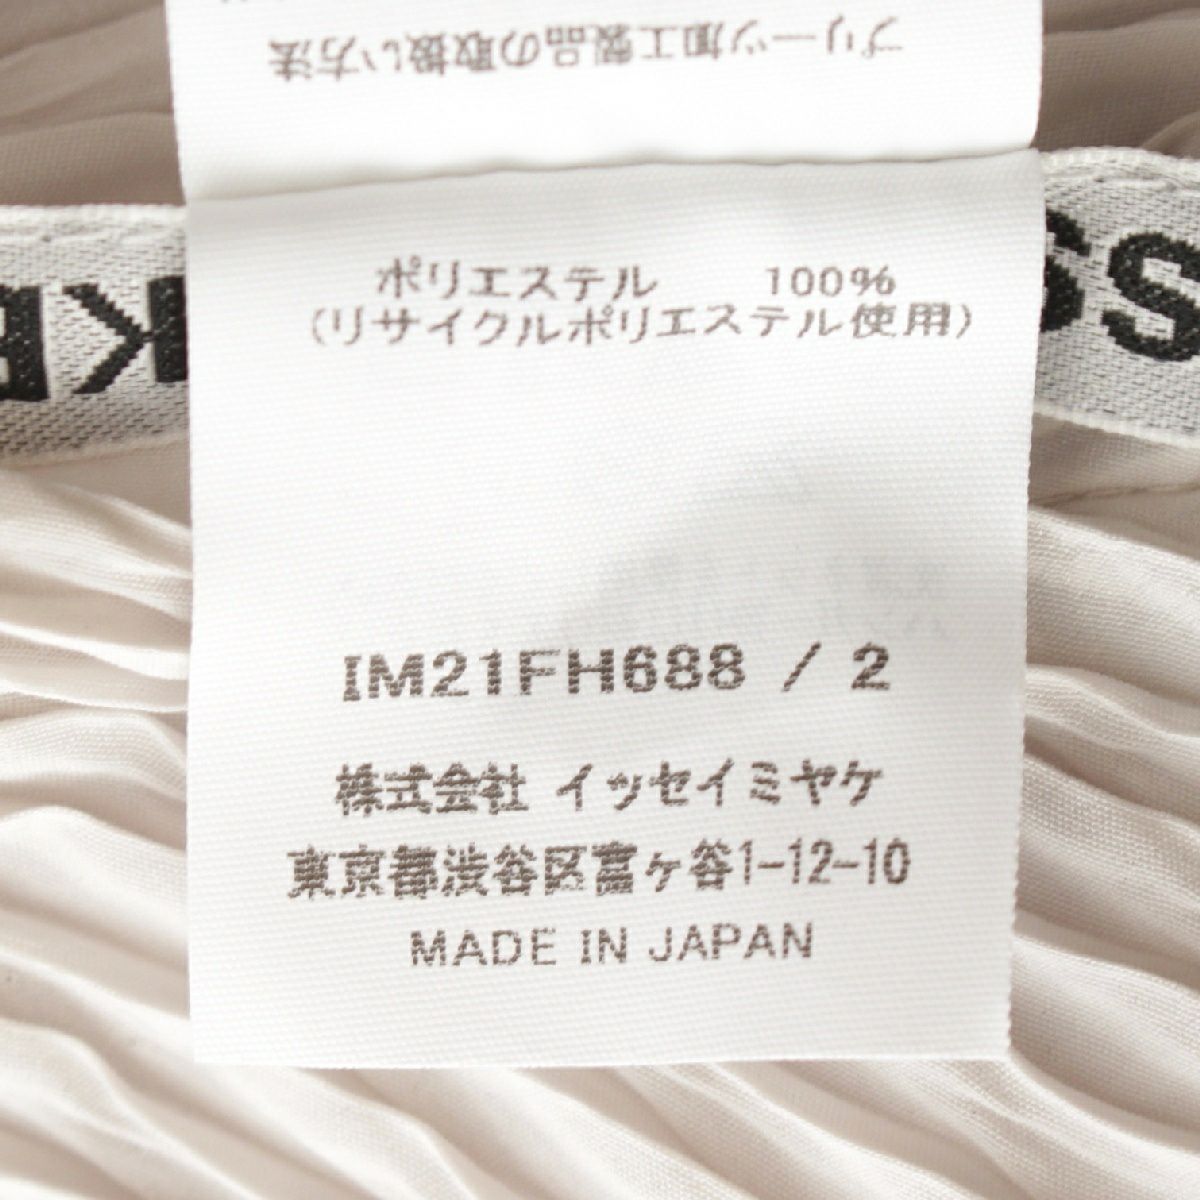 プリーツ加工製品の取扱い方法
ポリエステル 100%
(リサイクルポリエステル使用)
IM21FH688 / 2
株式会社 イッセイミヤケ
東京都渋谷区富ヶ谷1-12-10
MADE IN JAPAN